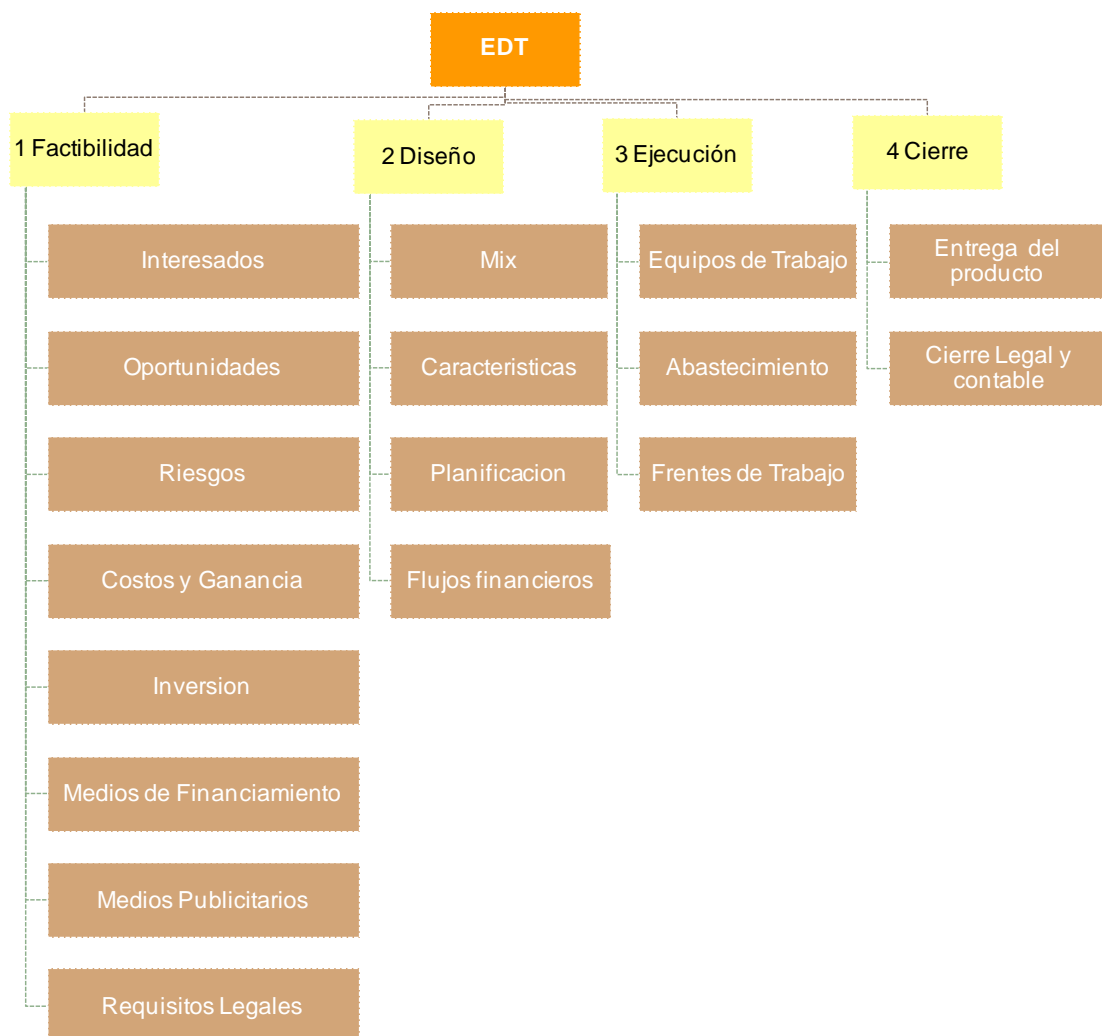 EDT
1 Factibilidad
2 Diseño
3 Ejecución
4 Cierre
Interesados
Oportunidades
Riesgos
Costos y Ganancia
Inversion
Medios de Financiamiento
Medios Publicitarios
Requisitos Legales
Mix
Caracteristicas
Planificacion
Flujos financieros
Equipos de Trabajo
Abastecimiento
Frentes de Trabajo
Entrega del
producto
Cierre Legal y
contable